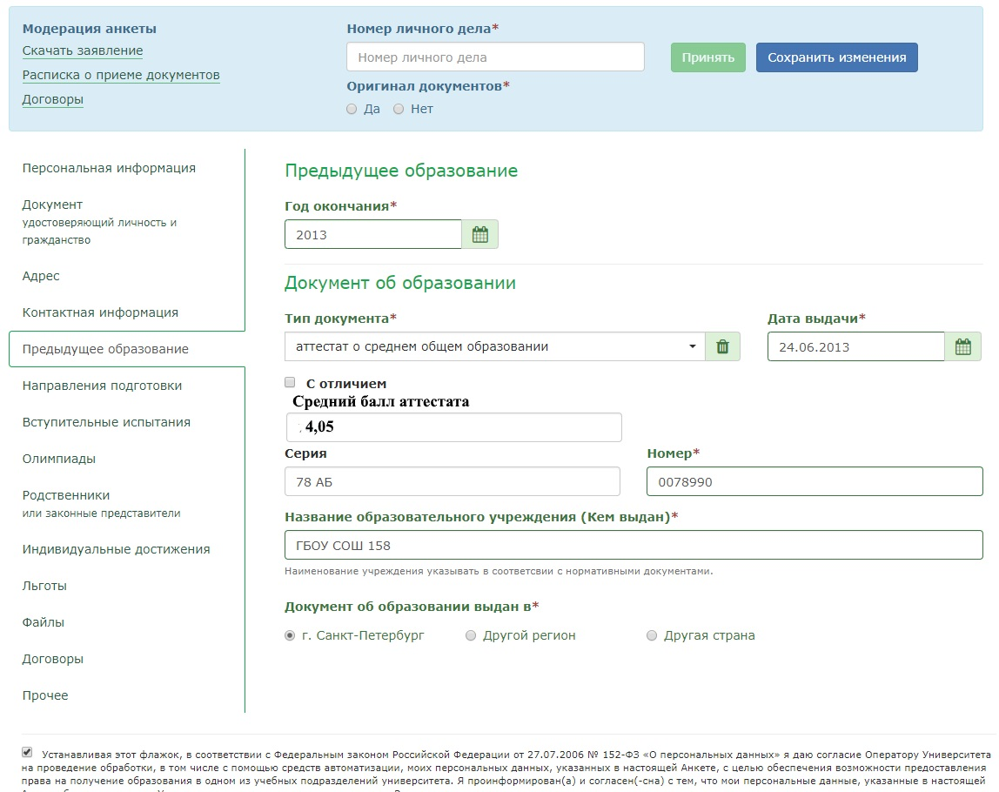 Модерация анкеты
Скачать заявление
Расписка о приеме документов
Договоры
Номер личного дела*
Номер личного дела
Принять
Сохранить изменения
Оригинал документов*
Да Нет
Персональная информация
Документ
удостоверяющий личность и
гражданство
Адрес
Контактная информация
Предыдущее образование
Направления подготовки
Вступительные испытания
Олимпиады
Родственники
или законные представители
Индивидуальные достижения
Льготы
Файлы
Договоры
Прочее
Предыдущее образование
Год окончания*
2013
Документ об образовании
Тип документа*
аттестат о среднем общем образовании
Дата выдачи*
24.06.2013
С отличием
Средний балл аттестата
4,05
Серия
78 АБ
Номер*
0078990
Название образовательного учреждения (Кем выдан)*
ГБОУ СОШ 158
Наименование учреждения указывать в соответсвии с нормативными документами.
Документ об образовании выдан в*
г. Санкт-Петербург Другой регион Другая страна
Устанавливая этот флажок, в соответствии с Федеральным законом Российской Федерации от 27.07.2006 № 152-ФЗ «О персональных данных» я даю согласие Оператору Университета
на проведение обработки, в том числе с помощью средств автоматизации, моих персональных данных, указанных в настоящей Анкете, с целью обеспечения возможности предоставления
права на получение образования в одном из учебных подразделений университета. Я проинформирован(а) и согласен(-сна) с тем, что мои персональные данные, указанные в настоящей